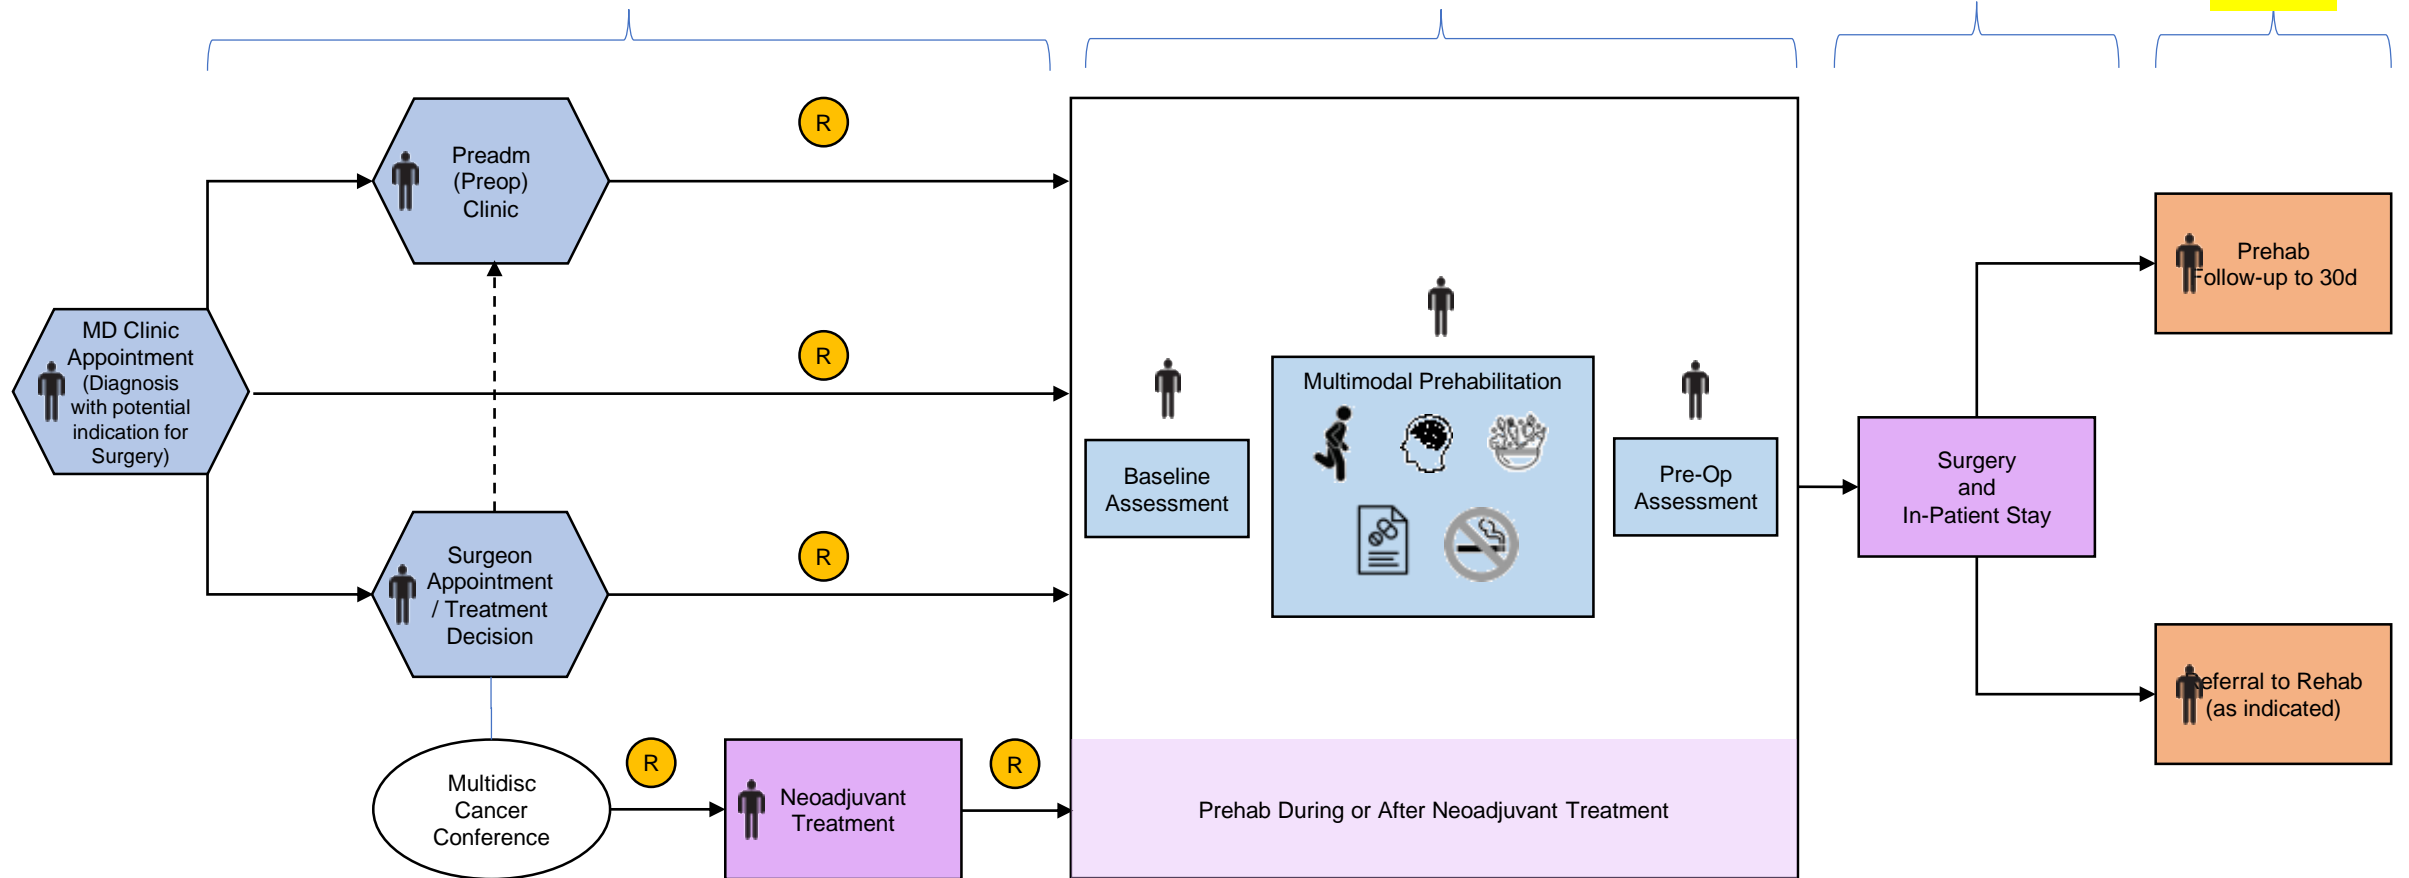 R
Preadm
(Preop)
Clinic
MD Clinic
Appointment
(Diagnosis
with potential
indication for
Surgery)
R
Surgeon
Appointment
/ Treatment
Decision
R
Multidisc
Cancer
Conference
R
Neoadjuvant
Treatment
R
Baseline
Assessment
Multimodal Prehabilitation
Pre-Op
Assessment
Prehab During or After Neoadjuvant Treatment
Surgery
and
In-Patient Stay
Prehab
Follow-up to 30d
Referral to Rehab
(as indicated)